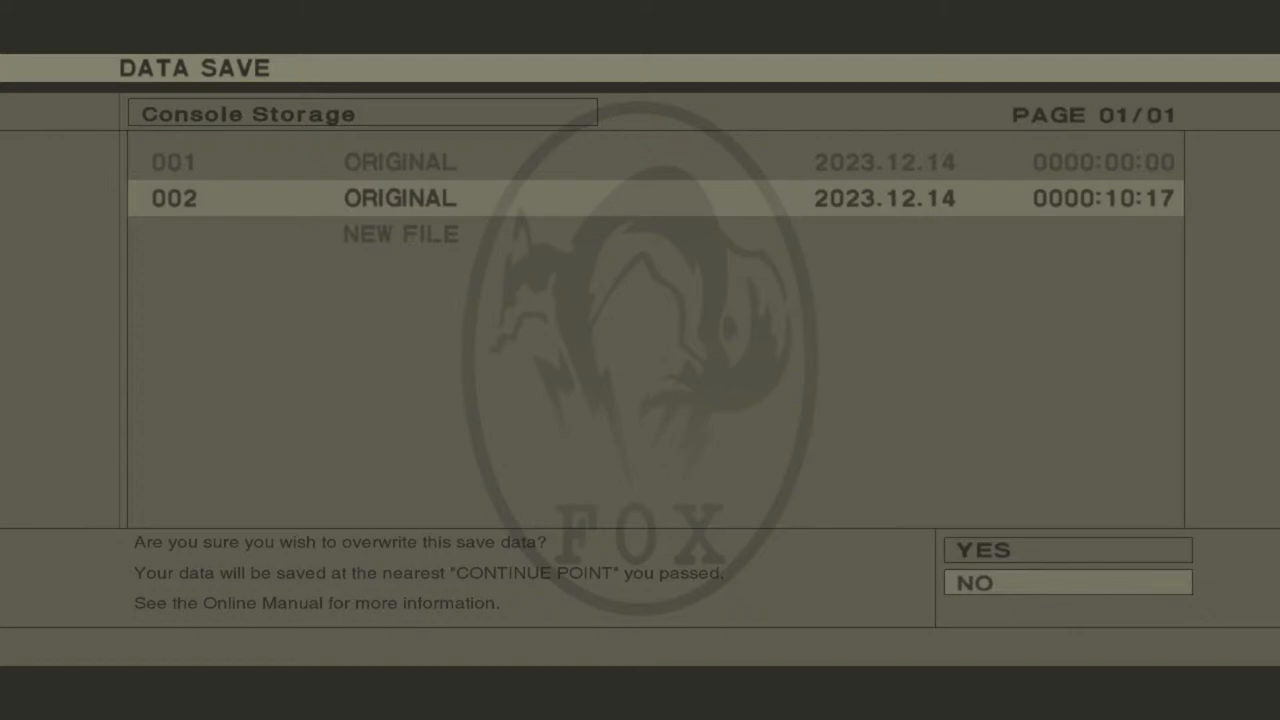 DATA SAVE
Console Storage PAGE 01/01
001 ORIGINAL 2023.12.14 0000:00:00
002 ORIGINAL 2023.12.14 0000:10:17
NEW FILE
FOX
Are you sure you wish to overwrite this save data?
Your data will be saved at the nearest "CONTINUE POINT" you passed.
See the Online Manual for more information.
YES
NO